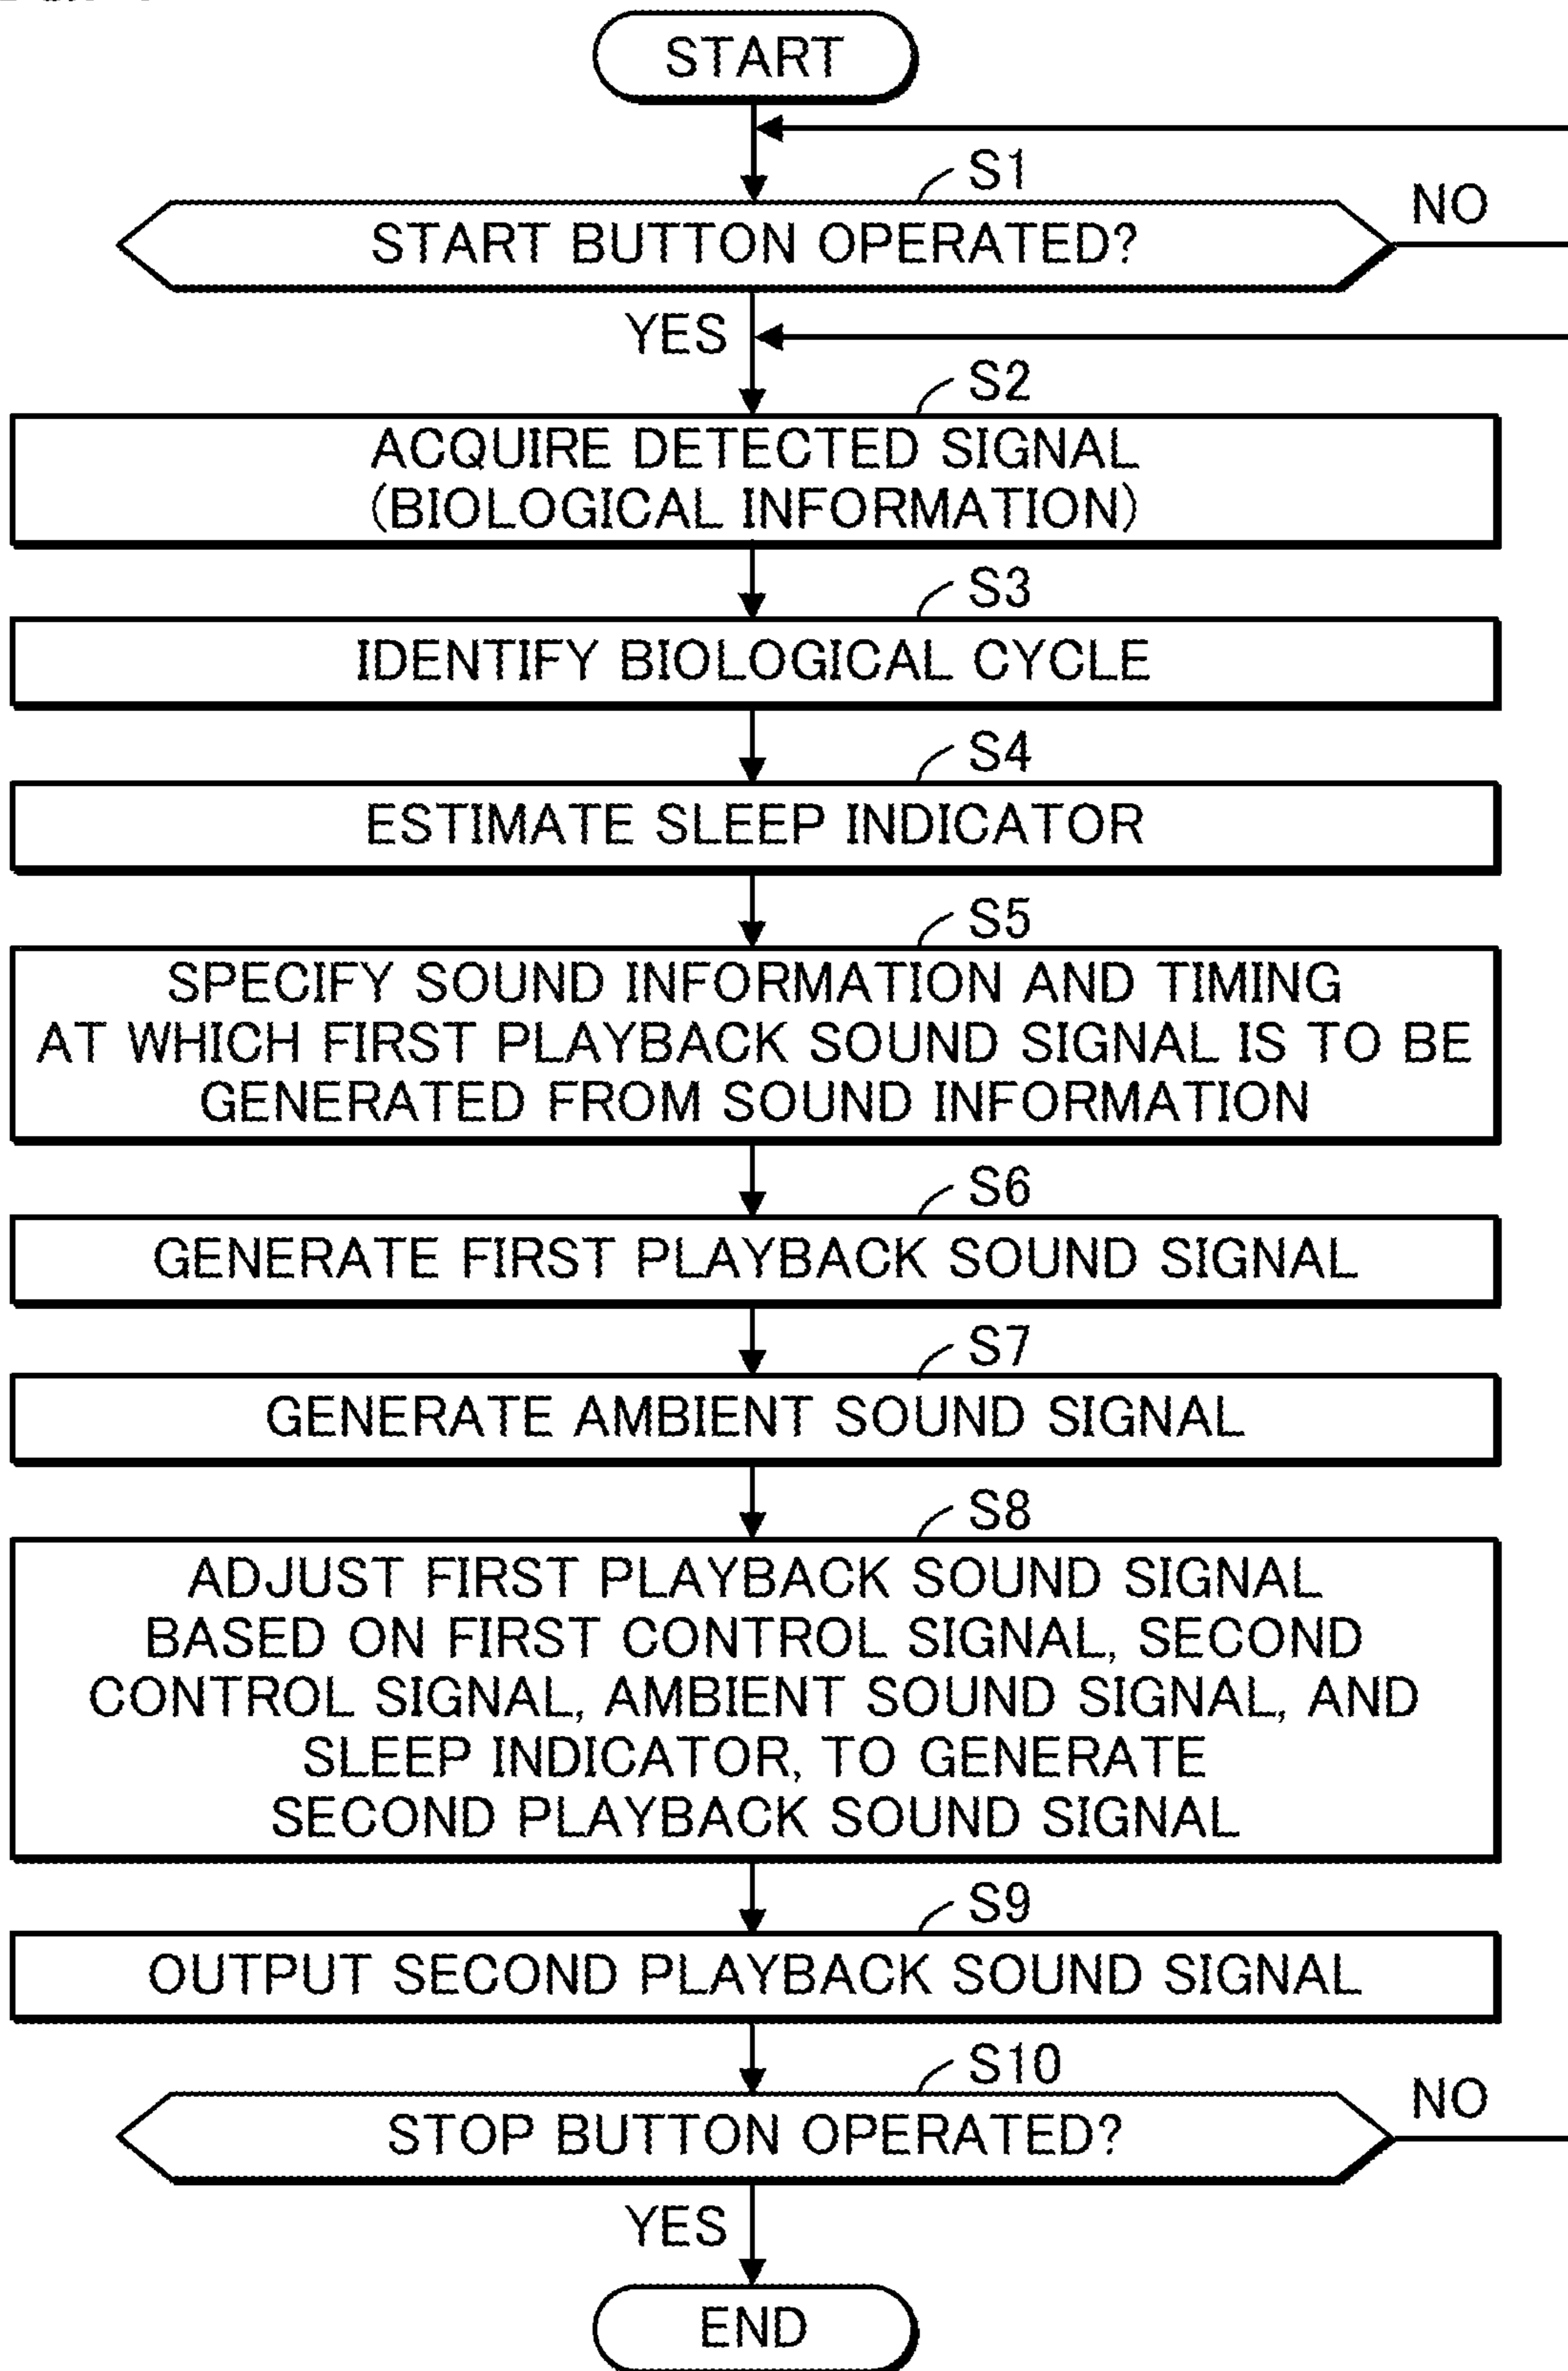 START
S1
START BUTTON OPERATED?
NO
YES
S2
ACQUIRE DETECTED SIGNAL
(BIOLOGICAL INFORMATION)
S3
IDENTIFY BIOLOGICAL CYCLE
S4
ESTIMATE SLEEP INDICATOR
S5
SPECIFY SOUND INFORMATION AND TIMING
AT WHICH FIRST PLAYBACK SOUND SIGNAL IS TO BE
GENERATED FROM SOUND INFORMATION
S6
GENERATE FIRST PLAYBACK SOUND SIGNAL
S7
GENERATE AMBIENT SOUND SIGNAL
S8
ADJUST FIRST PLAYBACK SOUND SIGNAL
BASED ON FIRST CONTROL SIGNAL, SECOND
CONTROL SIGNAL, AMBIENT SOUND SIGNAL, AND
SLEEP INDICATOR, TO GENERATE
SECOND PLAYBACK SOUND SIGNAL
S9
OUTPUT SECOND PLAYBACK SOUND SIGNAL
S10
STOP BUTTON OPERATED?
NO
YES
END